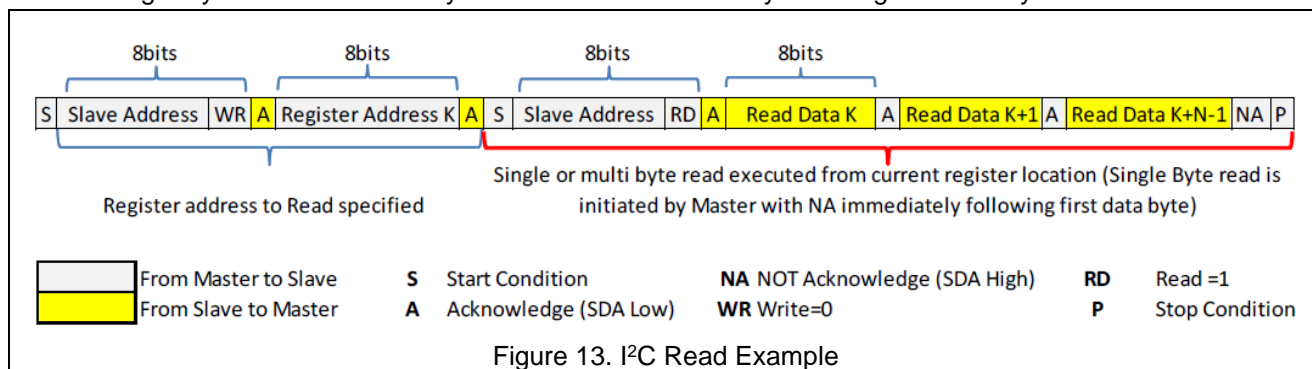 8bits 8bits 8bits 8bits
S Slave Address WR A Register Address K A S Slave Address RD A Read Data K A Read Data K+1 A Read Data K+N-1 NA P
Register address to Read specified
Single or multi byte read executed from current register location (Single Byte read is
initiated by Master with NA immediately following first data byte)
From Master to Slave S Start Condition NA NOT Acknowledge (SDA High) RD Read =1
From Slave to Master A Acknowledge (SDA Low) WR Write=0 P Stop Condition
Figure 13. I²C Read Example